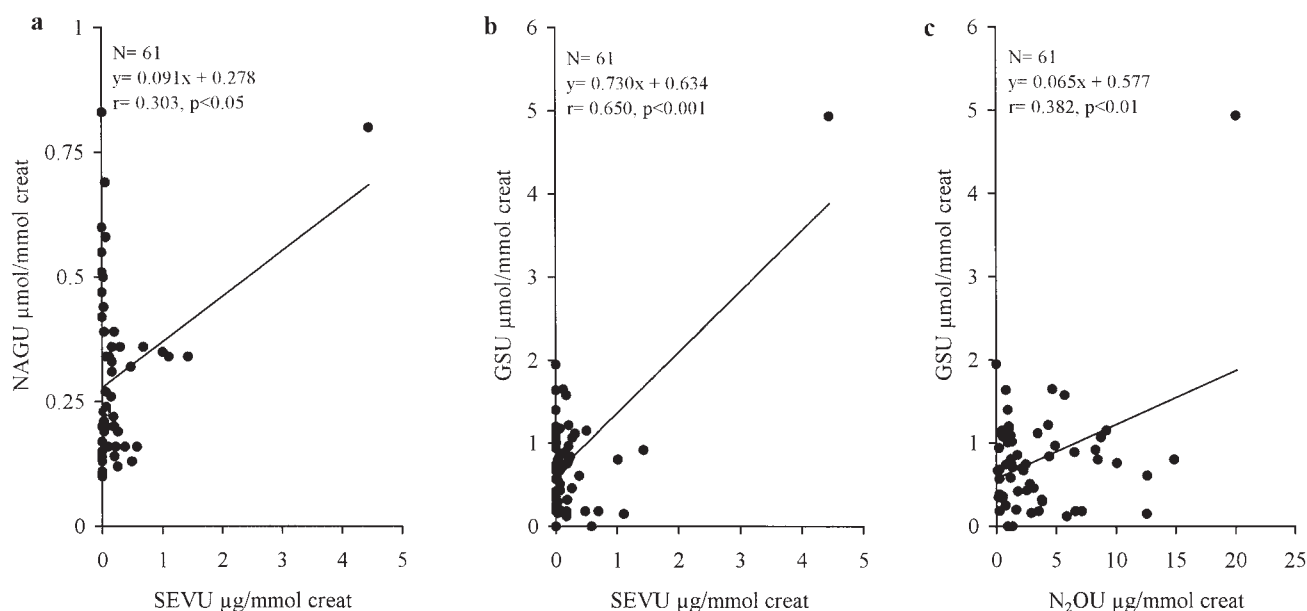 a
N= 61
y= 0.091x + 0.278
r= 0.303, p<0.05
NAGU µmol/mmol creat
1
0.75
0.5
0.25
0
0 1 2 3 4 5
SEVU µg/mmol creat
b
N= 61
y= 0.730x + 0.634
r= 0.650, p<0.001
GSU µmol/mmol creat
6
5
4
3
2
1
0
0 1 2 3 4 5
SEVU µg/mmol creat
c
N= 61
y= 0.065x + 0.577
r= 0.382, p<0.01
GSU µmol/mmol creat
6
5
4
3
2
1
0
0 5 10 15 20 25
N₂OU µg/mmol creat